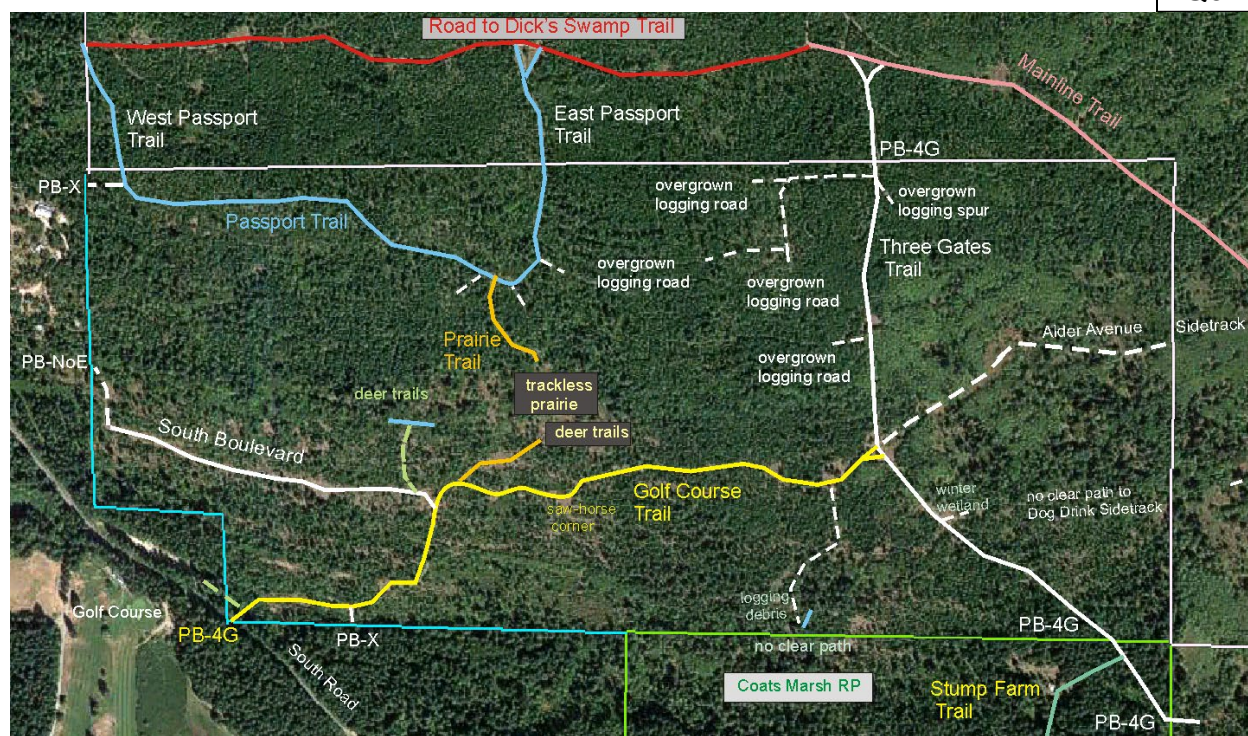 Road to Dick's Swamp Trail
Mainline Trail
West Passport
Trail
East Passport
Trail
PB-4G
PB-X
overgrown
logging road
overgrown
logging spur
Passport Trail
Three Gates
Trail
overgrown
logging road
overgrown
logging road
Alder Avenue
Sidetrack
Prairie
Trail
overgrown
logging road
PB-NoE
trackless
prairie
deer trails
deer trails
South Boulevard
Golf Course
Trail
saw-horse
corner
winter
wetland
no clear path to
Dog Drink Sidetrack
logging
debris
Golf Course
PB-4G
PB-X
PB-4G
no clear path
South Road
Coats Marsh RP
Stump Farm
Trail
PB-4G